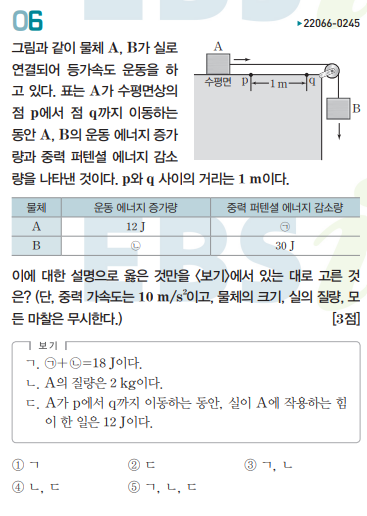 06
▸22066-0245
그림과 같이 물체 A, B가 실로
연결되어 등가속도 운동을 하
고 있다. 표는 A가 수평면상의
점 p에서 점 q까지 이동하는
동안 A, B의 운동 에너지 증가
량과 중력 퍼텐셜 에너지 감소
량을 나타낸 것이다. p와 q 사이의 거리는 1 m이다.
A
수평면 p 1 m q
B
물체 운동 에너지 증가량 중력 퍼텐셜 에너지 감소량
A 12 J ㉠
B ㉡ 30 J
이에 대한 설명으로 옳은 것만을 <보기>에서 있는 대로 고른 것
은? (단, 중력 가속도는 10 m/s²이고, 물체의 크기, 실의 질량, 모
든 마찰은 무시한다.) [3점]
보기
ㄱ. ㉠+㉡=18 J이다.
ㄴ. A의 질량은 2 kg이다.
ㄷ. A가 p에서 q까지 이동하는 동안, 실이 A에 작용하는 힘
이 한 일은 12 J이다.
① ㄱ ② ㄷ ③ ㄱ, ㄴ
④ ㄴ, ㄷ ⑤ ㄱ, ㄴ, ㄷ
EBSi